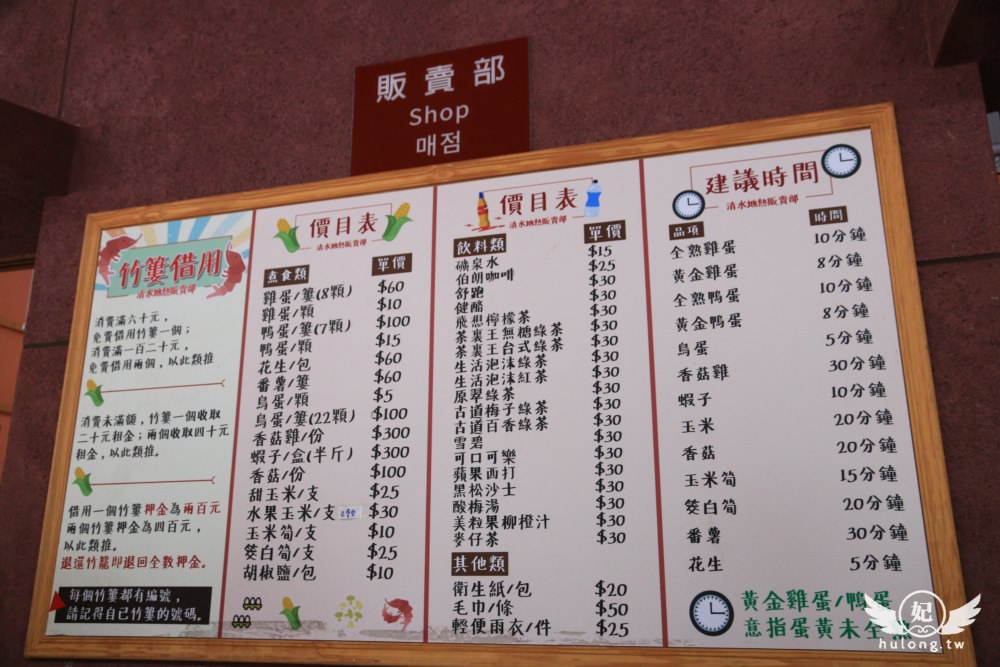 販賣部
Shop
매점
竹簍借用
清水地熱販賣部
消費滿六十元，
免費借用竹簍一個；
消費滿一百二十元，
免費借用兩個，以此類推
消費未滿額，竹簍一個收取
二十元租金；兩個收取四十元
租金，以此類推。
借用一個竹簍押金為兩百元
兩個竹簍押金為四百元，
以此類推。
退還竹籠即退回全數押金。
每個竹簍都有編號，
請記得自己竹簍的號碼。
價目表
清水地熱販賣部
煮食類 單價
雞蛋/簍(8顆) $60
雞蛋/顆 $10
鴨蛋/簍(7顆) $100
鴨蛋/顆 $15
花生/包 $60
番薯/簍 $60
鳥蛋/顆 $5
鳥蛋/簍(22顆) $100
香菇雞/份 $300
蝦子/盒(半斤) $300
香菇/份 $100
甜玉米/支 $25
水果玉米/支 $30
玉米筍/支 $10
筊白筍/支 $25
胡椒鹽/包 $10
價目表
清水地熱販賣部
飲料類 單價
礦泉水 $15
伯朗咖啡 $25
舒跑 $30
健酪 $30
飛想檸檬茶 $30
茶裏王無糖綠茶 $30
茶裏王台式綠茶 $30
生活泡沫綠茶 $30
生活泡沫紅茶 $30
原翠綠茶 $30
古道梅子綠茶 $30
古道百香綠茶 $30
雪碧 $30
可口可樂 $30
蘋果西打 $30
黑松沙士 $30
酸梅湯 $30
美粒果柳橙汁 $30
麥仔茶 $30
其他類
衛生紙/包 $20
毛巾/條 $50
輕便雨衣/件 $25
建議時間
清水地熱販賣部
品項 時間
全熟雞蛋 10分鐘
黃金雞蛋 8分鐘
全熟鴨蛋 10分鐘
黃金鴨蛋 8分鐘
鳥蛋 5分鐘
香菇雞 30分鐘
蝦子 10分鐘
玉米 20分鐘
香菇 20分鐘
玉米筍 15分鐘
筊白筍 20分鐘
番薯 30分鐘
花生 5分鐘
黃金雞蛋/鴨蛋
意指蛋黃未全
妃
hulong.tw